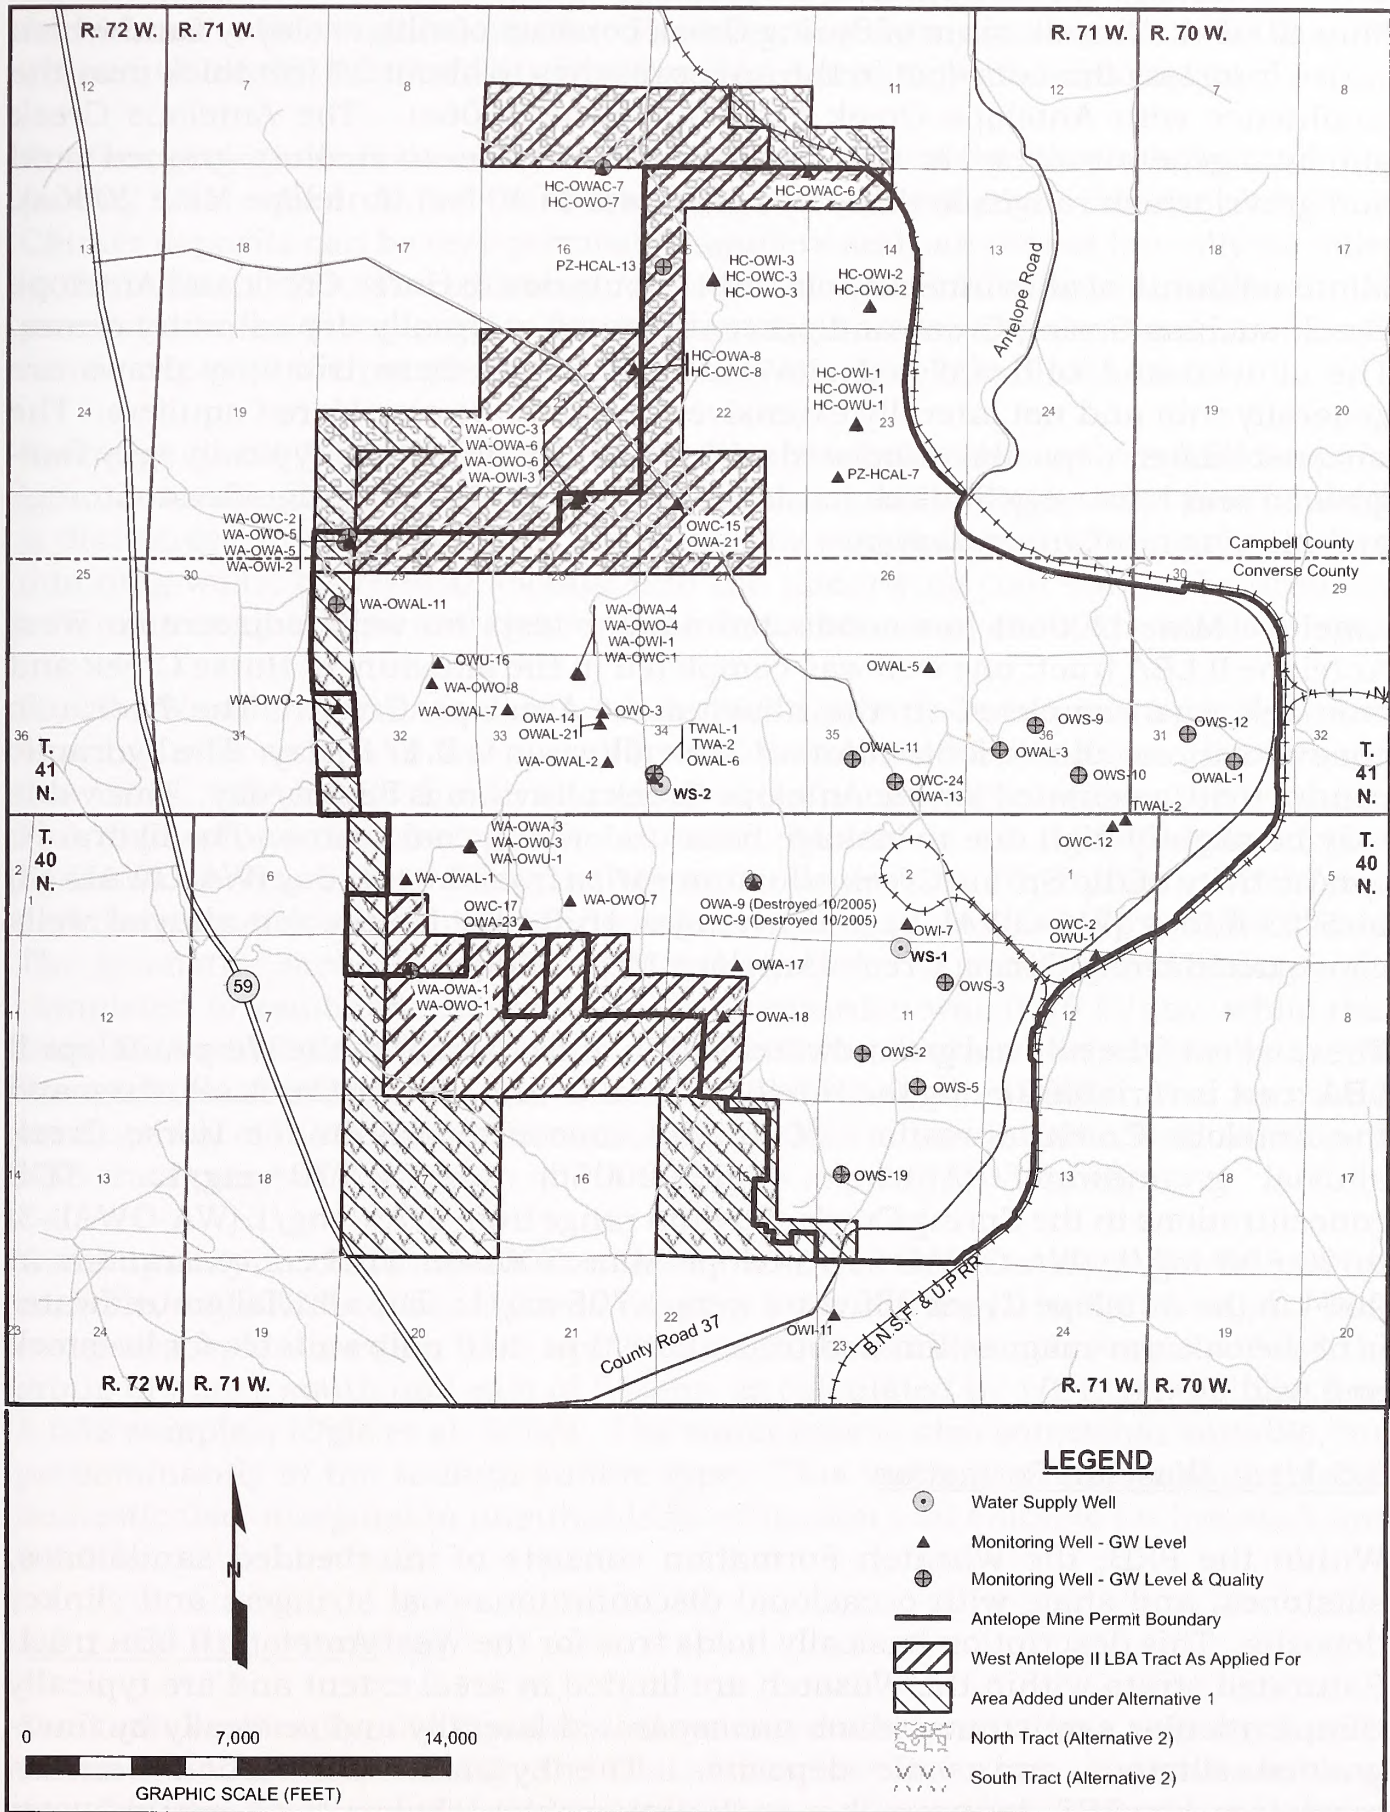 R. 72 W. R. 71 W.
R. 71 W. R. 70 W.
12
7
8
11
12
7
8
HC-OWAC-7
HC-OWO-7
HC-OWAC-6
13
18
17
16
PZ-HCAL-13
15
HC-OWI-3
HC-OWC-3
HC-OWO-3
14
HC-OWI-2
HC-OWO-2
13
18
17
Antelope Road
HC-OWA-8
HC-OWC-8
HC-OWI-1
HC-OWO-1
HC-OWU-1
24
19
22
23
24
19
20
WA-OWC-3
WA-OWA-6
WA-OWO-6
WA-OWI-3
PZ-HCAL-7
WA-OWC-2
WA-OWO-5
WA-OWA-5
WA-OWI-2
OWC-15
OWA-21
Campbell County
Converse County
25
30
29
28
27
26
25
30
29
WA-OWAL-11
WA-OWA-4
WA-OWO-4
WA-OWI-1
WA-OWC-1
OWU-16
OWAL-5
WA-OWO-2
WA-OWO-8
WA-OWAL-7
OWA-14
OWAL-21
OWO-3
TWAL-1
TWA-2
OWAL-6
OWS-9
OWS-12
36
31
32
33
34
35
36
31
32
T.
41
N.
WA-OWAL-2
WS-2
OWAL-11
OWAL-3
OWC-24
OWA-13
OWS-10
OWAL-1
T.
41
N.
TWAL-2
OWC-12
T.
40
N.
WA-OWA-3
WA-OWO-3
WA-OWU-1
T.
40
N.
2
1
6
5
WA-OWAL-1
4
WA-OWO-7
3
OWA-9 (Destroyed 10/2005)
OWC-9 (Destroyed 10/2005)
2
1
5
OWC-17
OWA-23
OWI-7
WS-1
OWC-2
OWU-1
59
WA-OWA-1
WA-OWO-1
OWA-17
OWS-3
12
7
8
OWA-18
11
12
7
8
OWS-2
OWS-5
13
18
17
16
15
OWS-19
13
18
17
23
24
19
20
21
22
County Road 37
OWI-11
23
B.N.S.F. & U.P RR
24
19
20
R. 72 W. R. 71 W.
R. 71 W. R. 70 W.
N
LEGEND
Water Supply Well
Monitoring Well - GW Level
Monitoring Well - GW Level & Quality
Antelope Mine Permit Boundary
West Antelope II LBA Tract As Applied For
Area Added under Alternative 1
North Tract (Alternative 2)
South Tract (Alternative 2)
0 7,000 14,000
GRAPHIC SCALE (FEET)